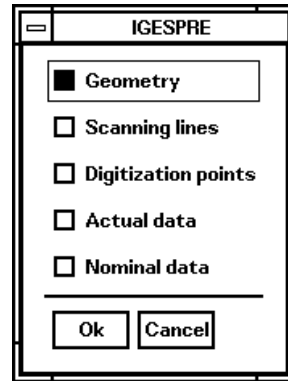 IGESPRE
Geometry
Scanning lines
Digitization points
Actual data
Nominal data
Ok Cancel